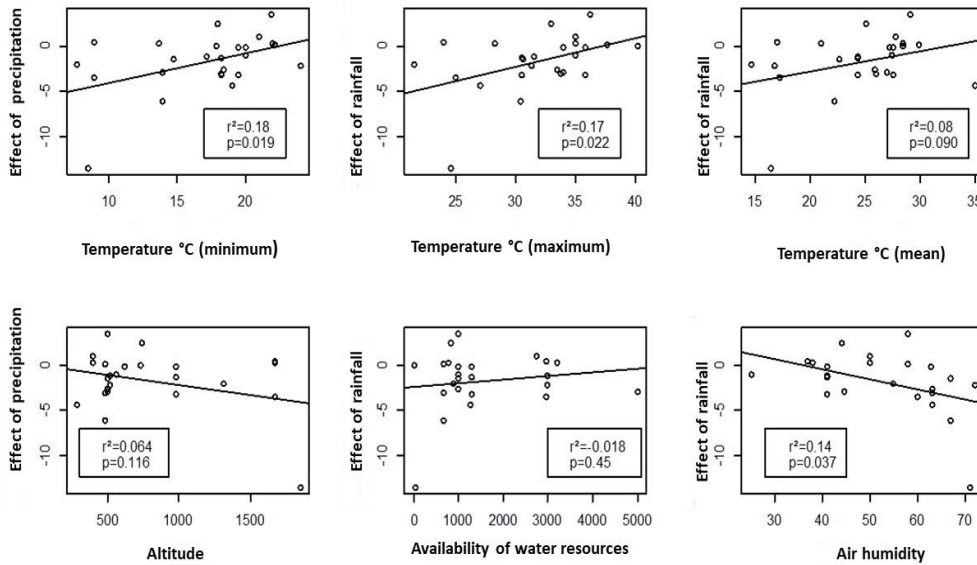 Effect of precipitation
0
-5
-10
r²=0.18
p=0.019
10
15
20
Temperature °C (minimum)
Effect of rainfall
0
-5
-10
r²=0.17
p=0.022
25
30
35
40
Temperature °C (maximum)
Effect of rainfall
0
-5
-10
r²=0.08
p=0.090
15
20
25
30
35
Temperature °C (mean)
Effect of precipitation
0
-5
-10
r²=0.064
p=0.116
500
1000
1500
Altitude
Effect of rainfall
0
-5
-10
r²=-0.018
p=0.45
0
1000
2000
3000
4000
5000
Availability of water resources
Effect of rainfall
0
-5
-10
r²=0.14
p=0.037
30
40
50
60
70
Air humidity